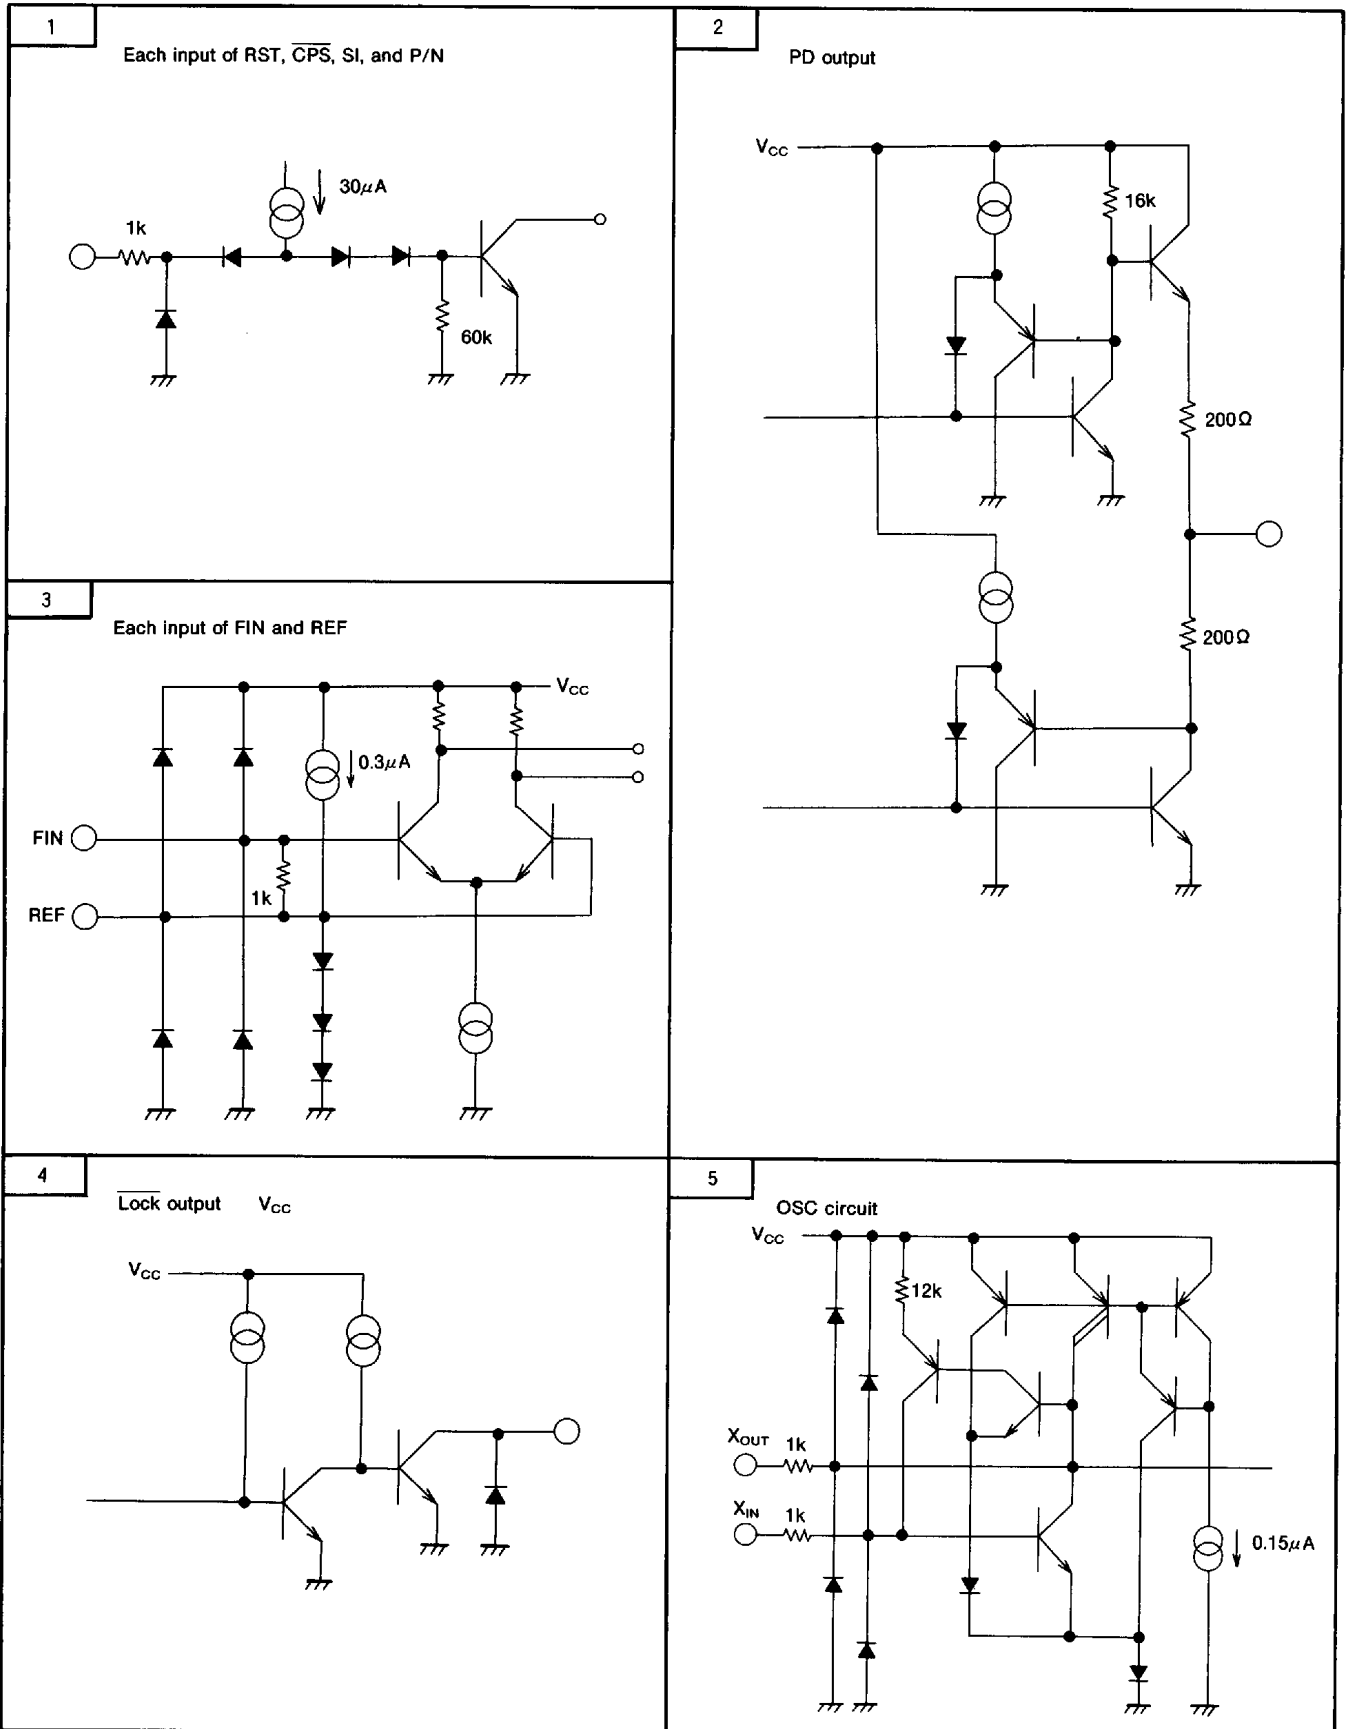 1
Each input of RST, C̅P̅S̅, SI, and P/N
30μA
1k
60k
2
PD output
VCC
16k
200Ω
200Ω
3
Each input of FIN and REF
VCC
0.3μA
FIN
1k
REF
4
L̅o̅c̅k̅ output VCC
VCC
5
OSC circuit
VCC
12k
XOUT 1k
XIN 1k
0.15μA